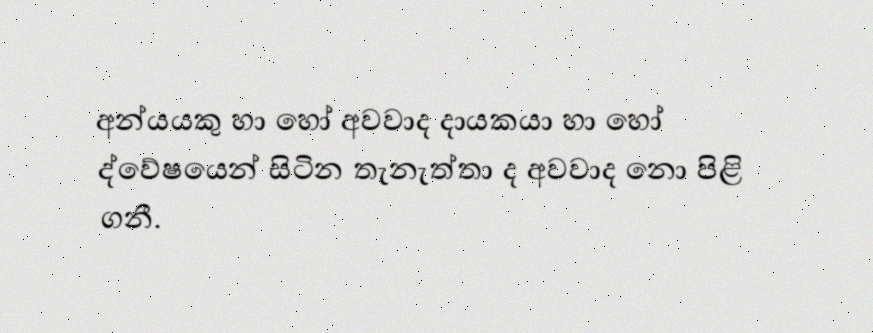 අන්යයකු හා හෝ අවවාද දායකයා හා හෝ
ද්වේෂයෙන් සිටින තැනැත්තා ද අවවාද නො පිළි
ගනී.